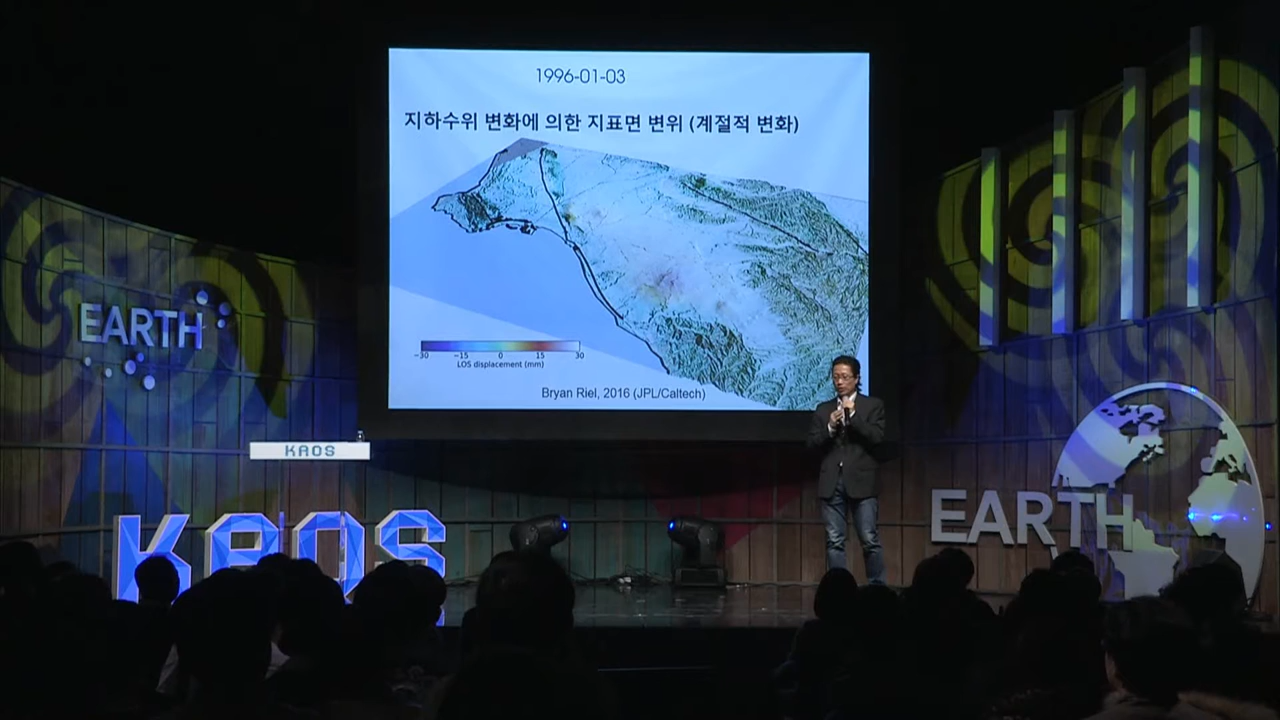 1996-01-03
지하수위 변화에 의한 지표면 변위 (계절적 변화)
−30 −15 0 15 30
LOS displacement (mm)
Bryan Riel, 2016 (JPL/Caltech)
EARTH
KAOS
KAOS
EARTH